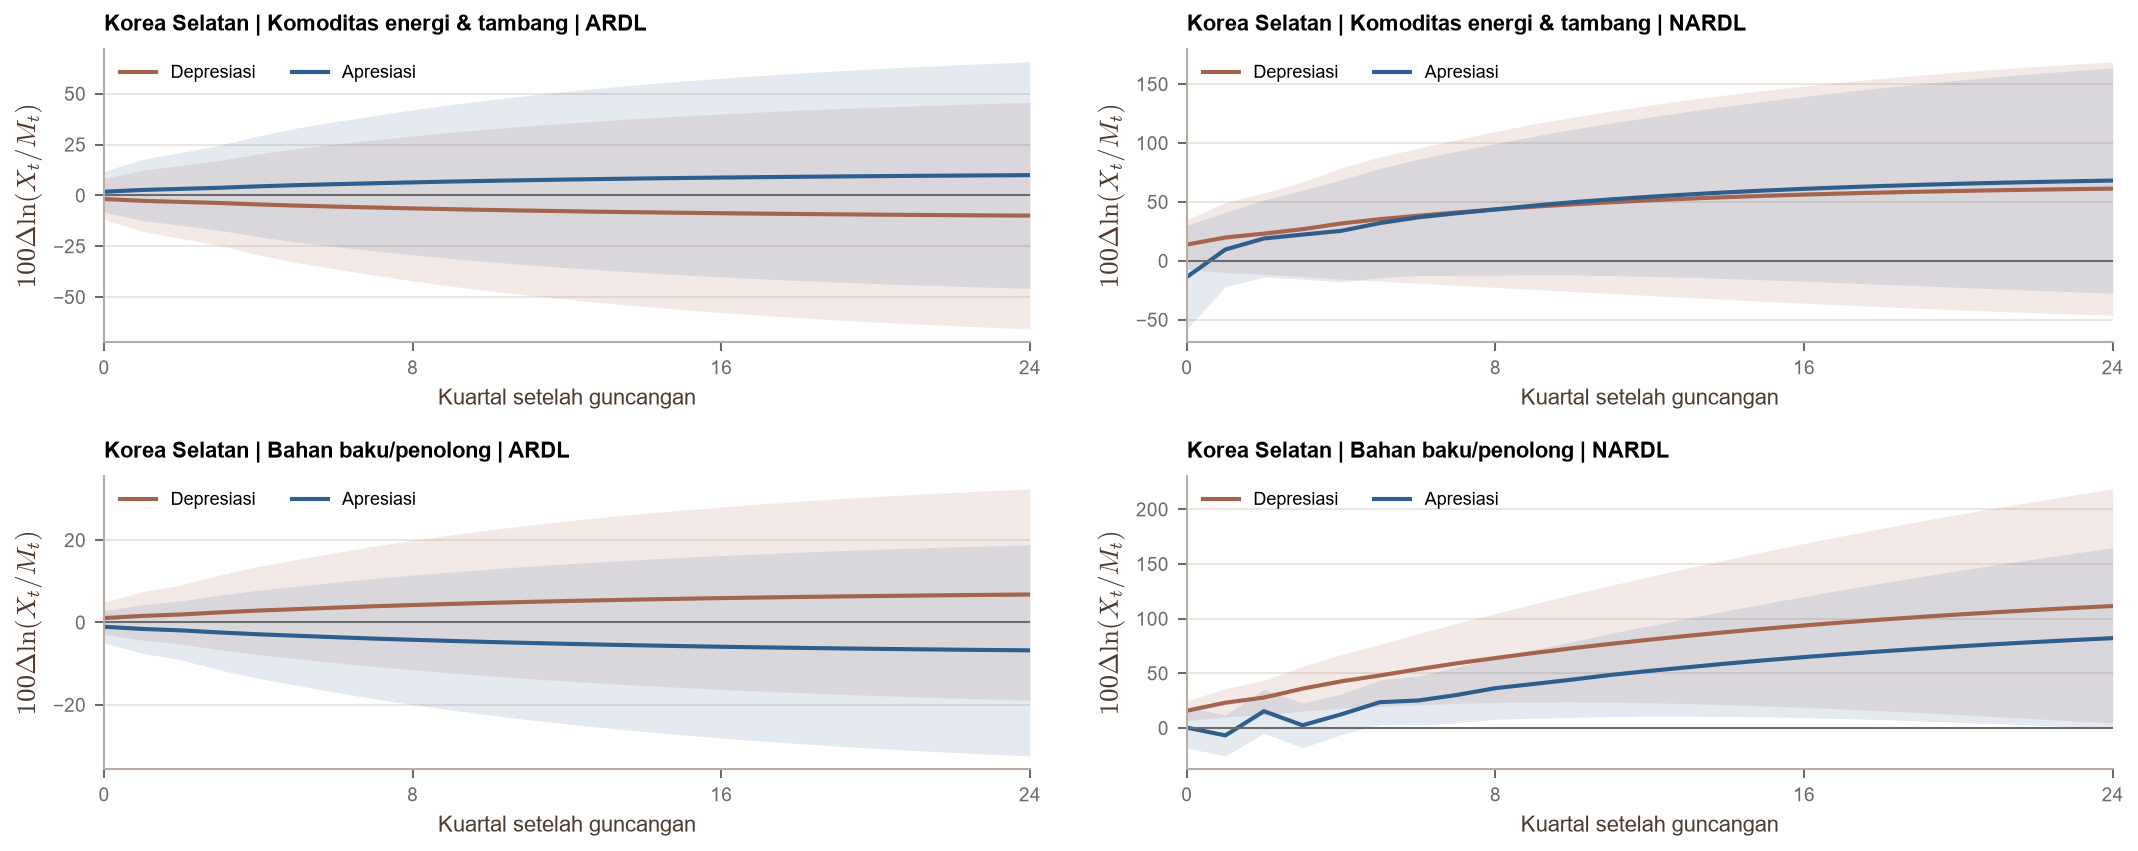 Korea Selatan | Komoditas energi & tambang | ARDL
Depresiasi Apresiasi
100Δln(X_t/M_t)
50
25
0
−25
−50
0 8 16 24
Kuartal setelah guncangan
Korea Selatan | Komoditas energi & tambang | NARDL
Depresiasi Apresiasi
100Δln(X_t/M_t)
150
100
50
0
−50
0 8 16 24
Kuartal setelah guncangan
Korea Selatan | Bahan baku/penolong | ARDL
Depresiasi Apresiasi
100Δln(X_t/M_t)
20
0
−20
0 8 16 24
Kuartal setelah guncangan
Korea Selatan | Bahan baku/penolong | NARDL
Depresiasi Apresiasi
100Δln(X_t/M_t)
200
150
100
50
0
0 8 16 24
Kuartal setelah guncangan